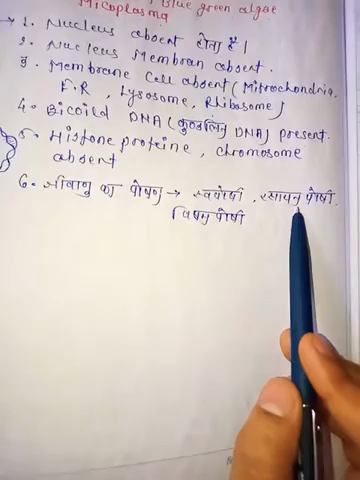 Blue green algae
Micoplasma
1. Nucleus absent होता है |
2. Nucleus Membran absent.
3. Membrane Cell absent (Mitrochondria,
E.R, Lysosome, Rhibosome)
4. Bicoild DNA (कुण्डलित DNA) present.
5. Histone proteine, chromosome
absent
6. जीवाणु का पोषण → स्वपोषी, रसायन पोषी.
विषम पोषी